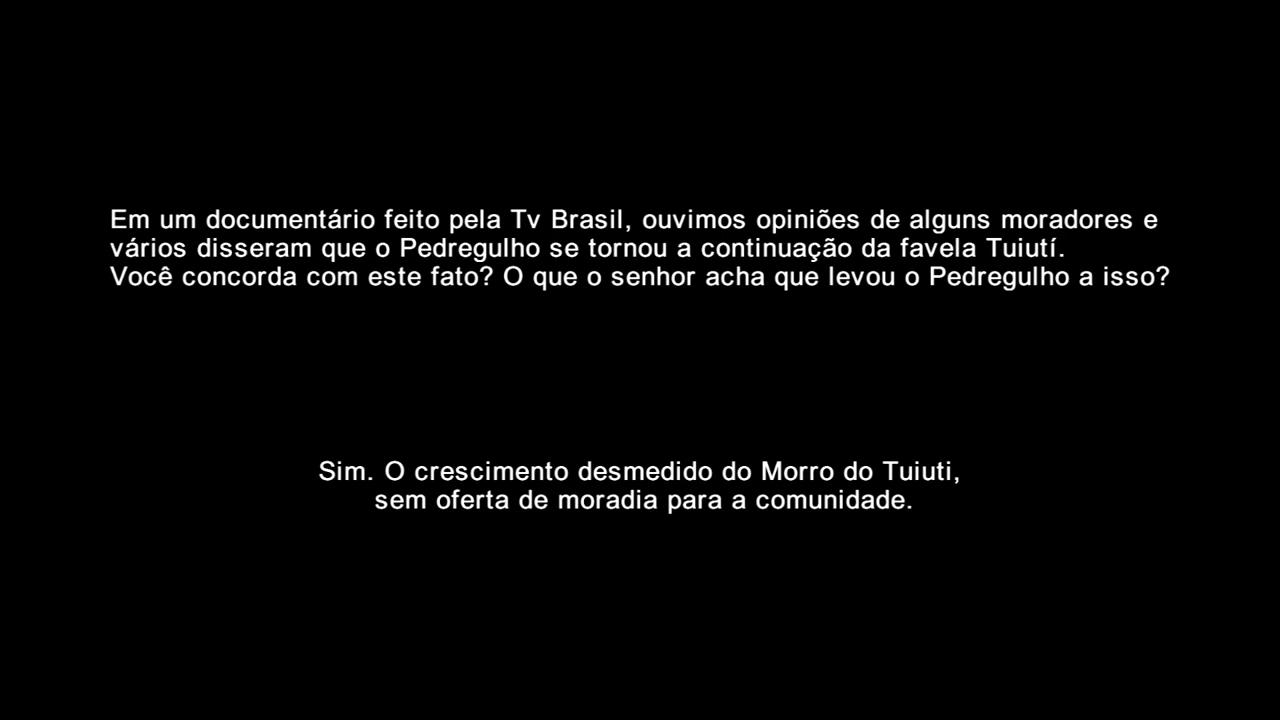 Em um documentário feito pela Tv Brasil, ouvimos opiniões de alguns moradores e
vários disseram que o Pedregulho se tornou a continuação da favela Tuiutí.
Você concorda com este fato? O que o senhor acha que levou o Pedregulho a isso?
Sim. O crescimento desmedido do Morro do Tuiuti,
sem oferta de moradia para a comunidade.